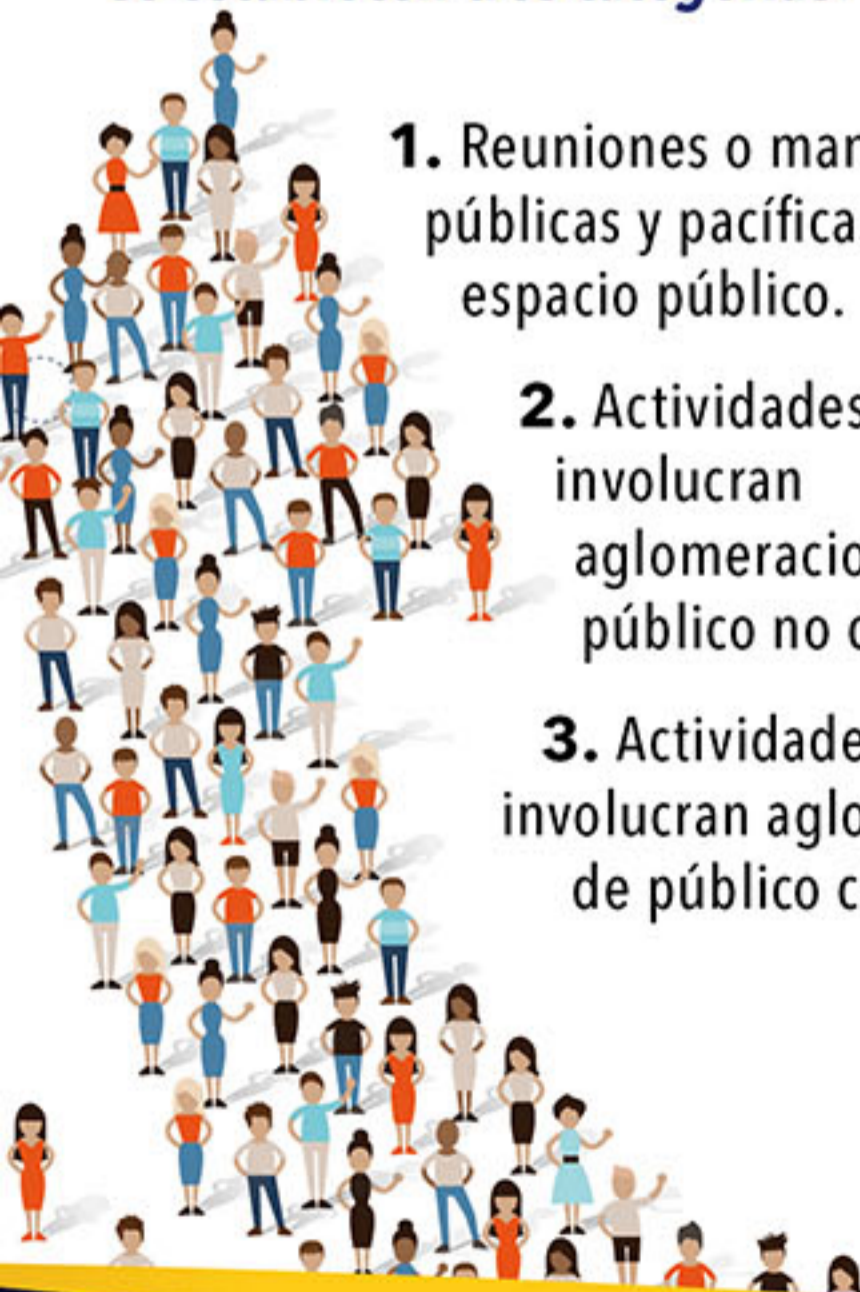 1. Reuniones o mar
públicas y pacífica
espacio público.
2. Actividades
involucran
aglomeracio
público no c
3. Actividade
involucran aglo
de público c